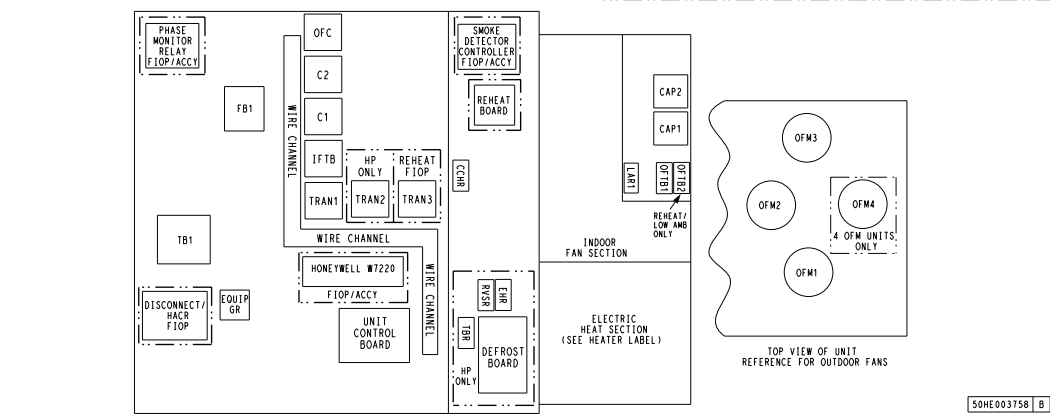 PHASE
MONITOR
RELAY
FIOP/ACCY
OFC
SMOKE
DETECTOR
CONTROLLER
FIOP/ACCY
C2
FB1
WIRE CHANNEL
C1
REHEAT
BOARD
CAP2
CAP1
IFTB
HP
ONLY
REHEAT
FIOP
CCHR
LAR1
OFTB1
OFTB2
TRAN1
TRAN2
TRAN3
REHEAT/
LOW AMB
ONLY
TB1
WIRE CHANNEL
INDOOR
FAN SECTION
HONEYWELL W7220
FIOP/ACCY
WIRE CHANNEL
DISCONNECT/
HACR
FIOP
EQUIP
GR
UNIT
CONTROL
BOARD
RVSR
EHR
TBR
DEFROST
BOARD
HP
ONLY
ELECTRIC
HEAT SECTION
(SEE HEATER LABEL)
OFM3
OFM2
OFM4
4 OFM UNITS
ONLY
OFM1
TOP VIEW OF UNIT
REFERENCE FOR OUTDOOR FANS
50HE003758 B